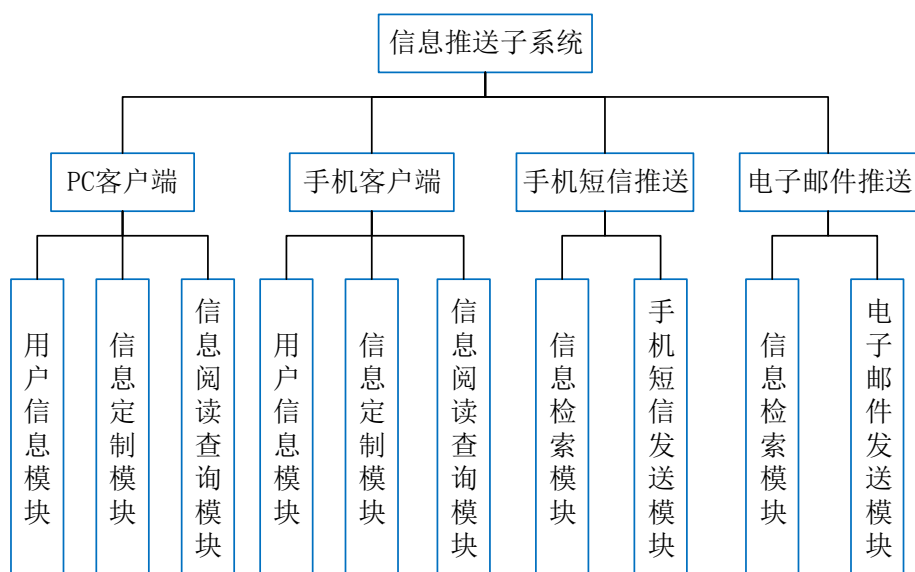 信息推送子系统
PC客户端
手机客户端
手机短信推送
电子邮件推送
用户信息模块
信息定制模块
信息阅读查询模块
用户信息模块
信息定制模块
信息阅读查询模块
信息检索模块
手机短信发送模块
信息检索模块
电子邮件发送模块